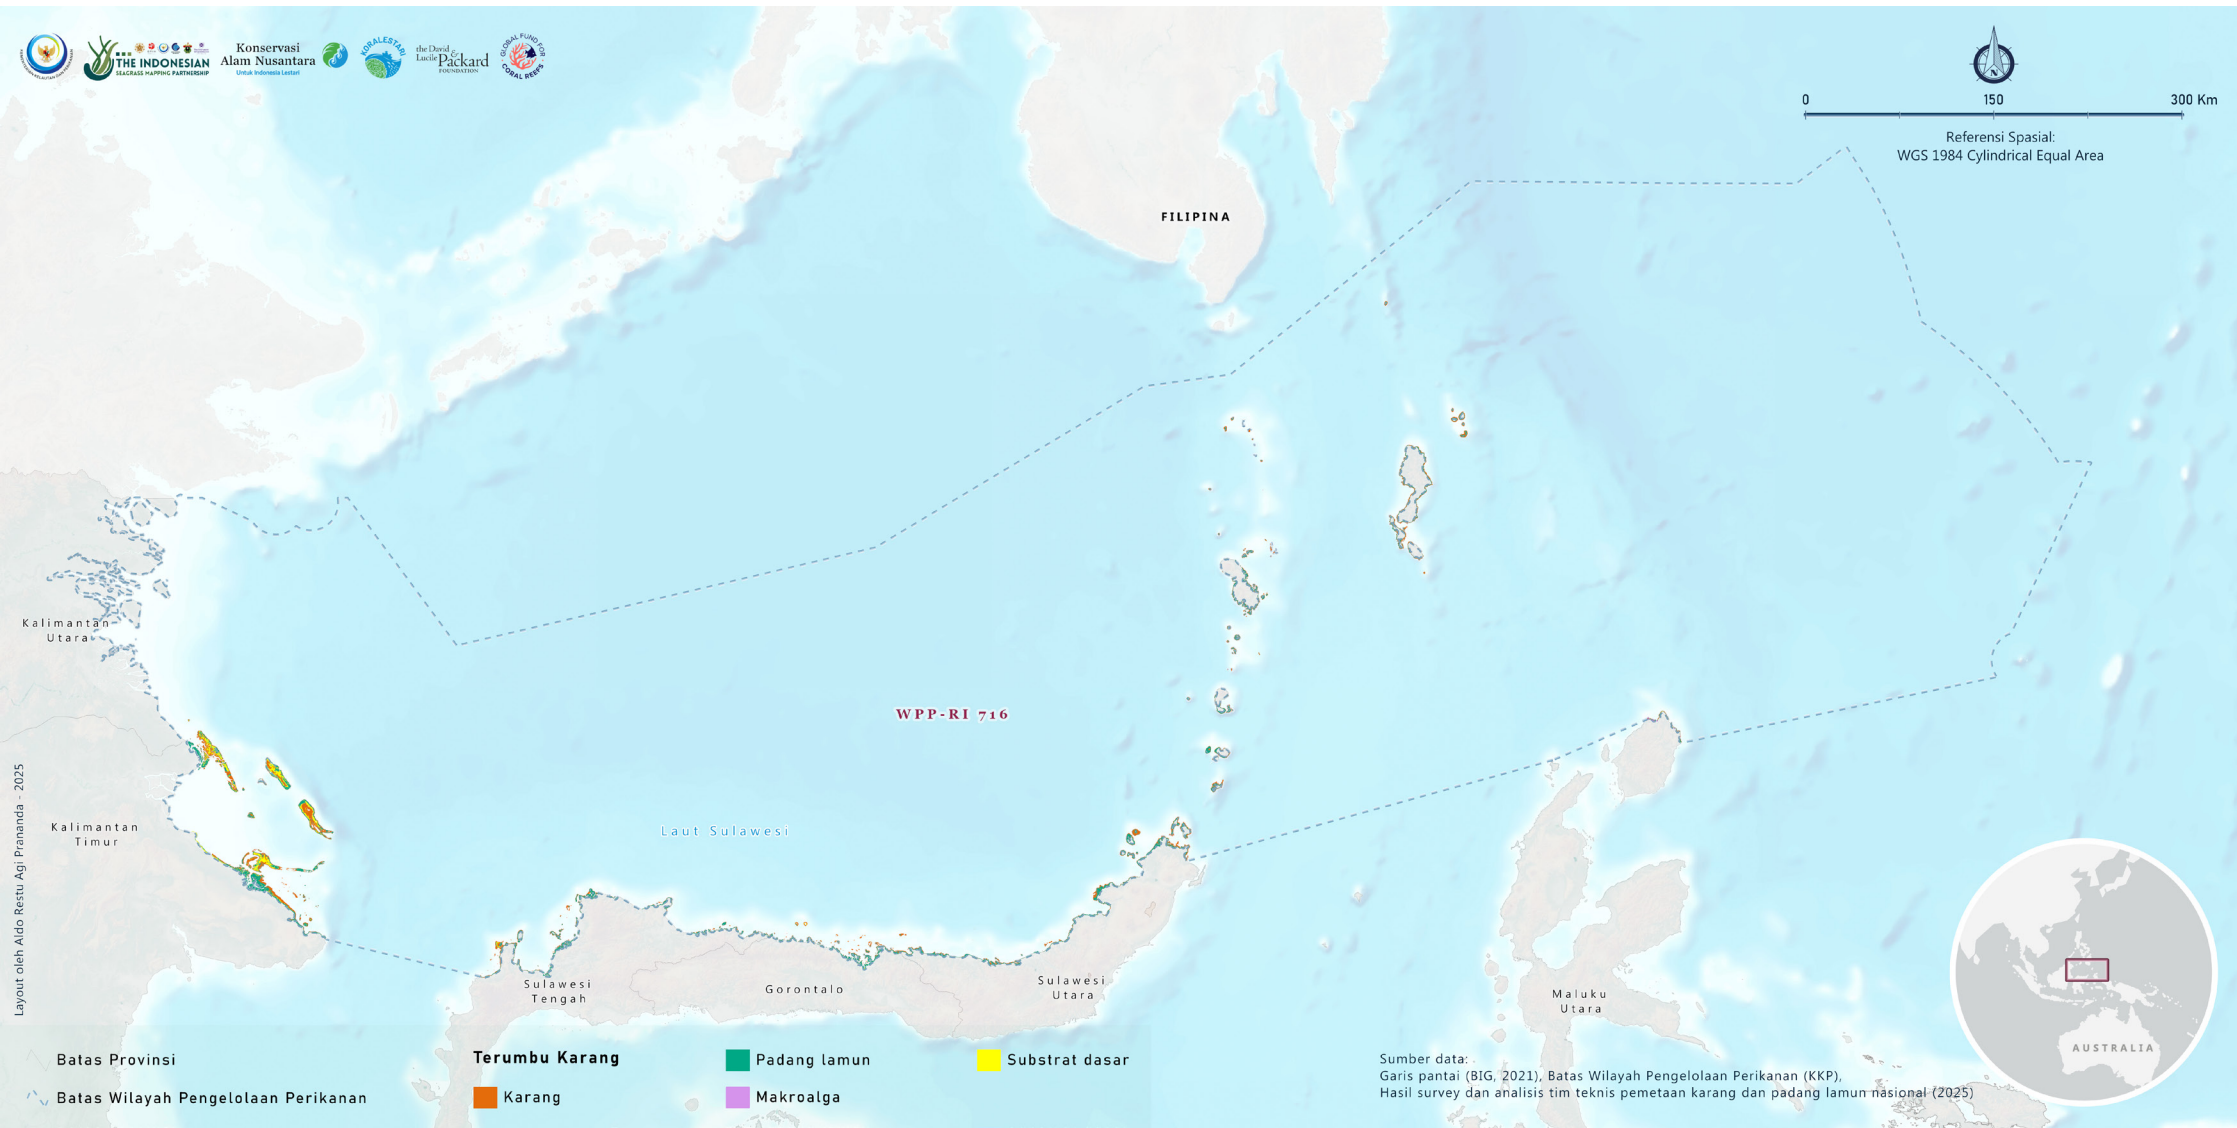 THE INDONESIAN
SEAGRASS MAPPING PARTNERSHIP
Konservasi
Alam Nusantara
Untuk Indonesia Lestari
KORALESTARI
the David &
Lucile Packard
FOUNDATION
GLOBAL FUND FOR
CORAL REEFS
N
0 150 300 Km
Referensi Spasial:
WGS 1984 Cylindrical Equal Area
FILIPINA
Kalimantan
Utara
WPP-RI 716
Kalimantan
Timur
Laut Sulawesi
Sulawesi
Tengah
Gorontalo
Sulawesi
Utara
Maluku
Utara
AUSTRALIA
Layout oleh Aldo Restu Agi Prananda - 2025
Batas Provinsi
Batas Wilayah Pengelolaan Perikanan
Terumbu Karang
Karang
Padang lamun
Makroalga
Substrat dasar
Sumber data:
Garis pantai (BIG, 2021), Batas Wilayah Pengelolaan Perikanan (KKP),
Hasil survey dan analisis tim teknis pemetaan karang dan padang lamun nasional (2025)